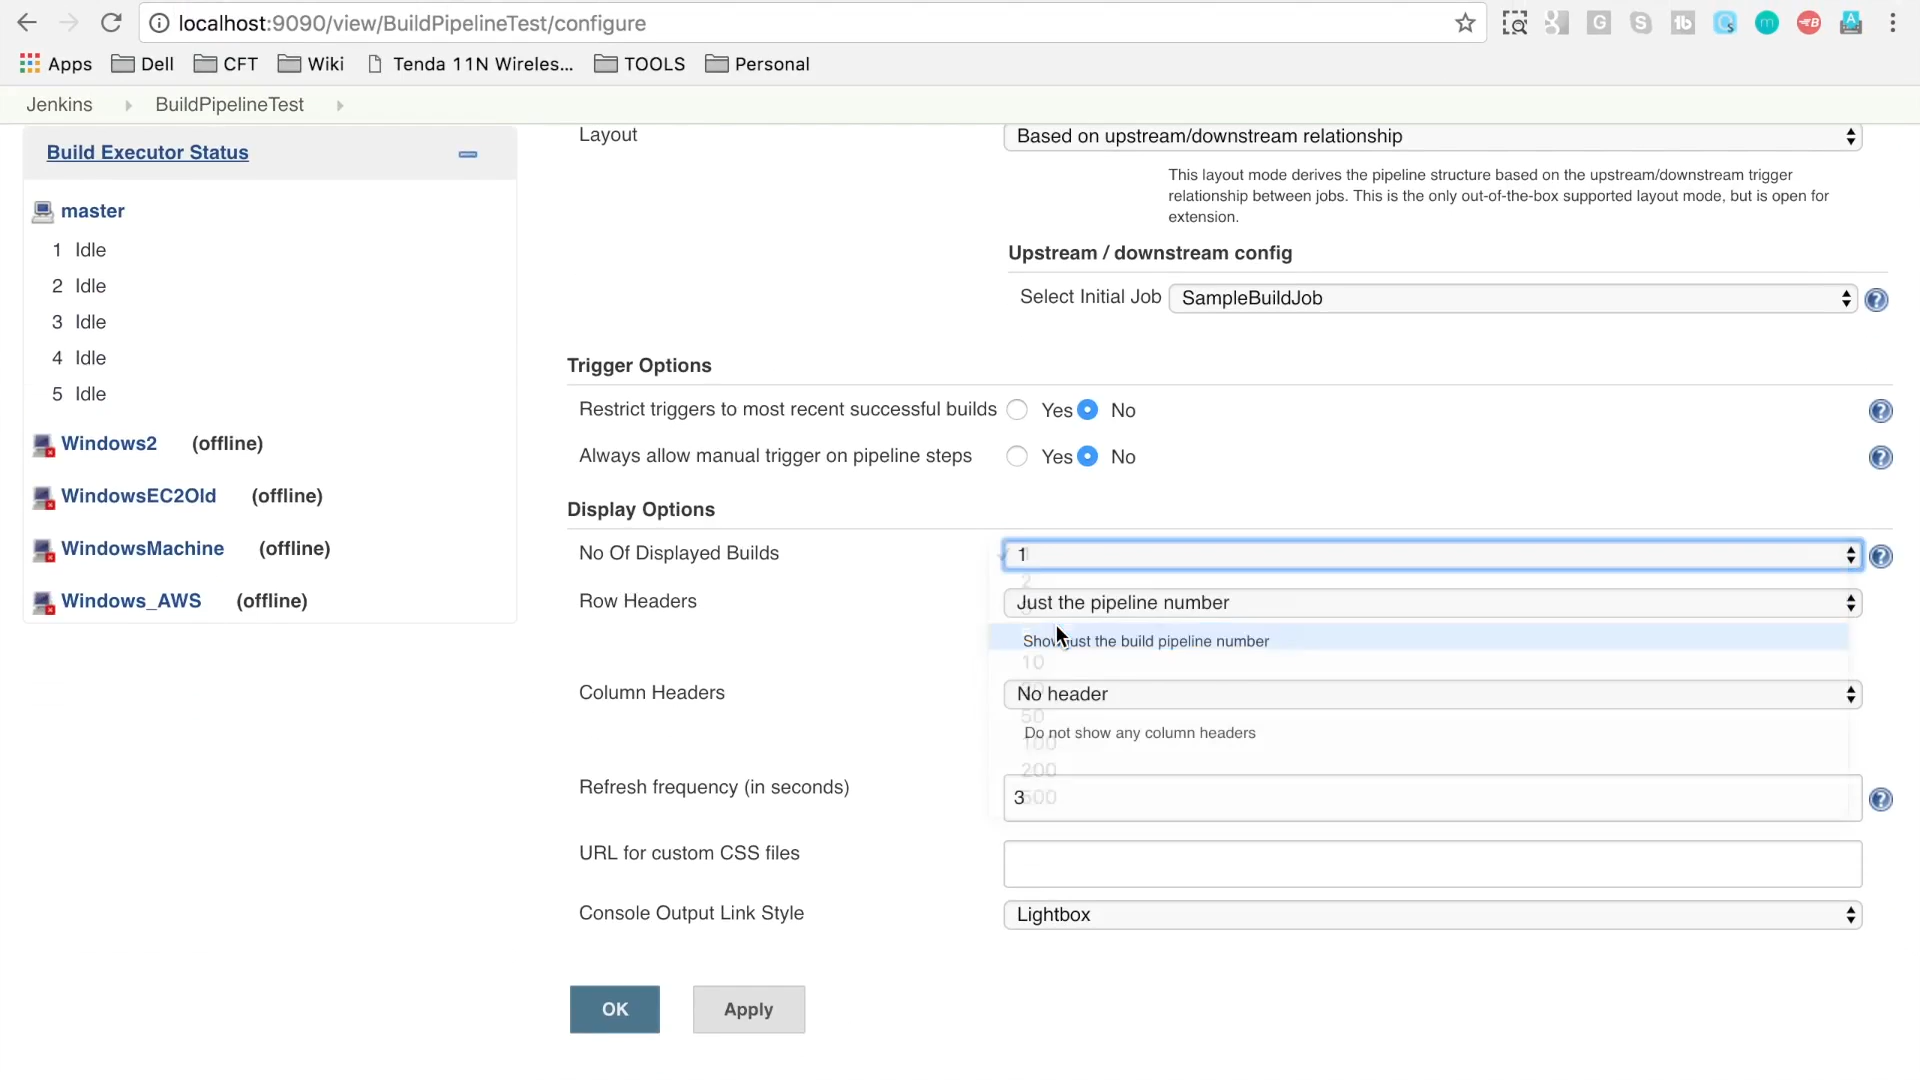 localhost:9090/view/BuildPipelineTest/configure
Apps Dell CFT Wiki Tenda 11N Wireles... TOOLS Personal
Jenkins BuildPipelineTest
Build Executor Status
master
1 Idle
2 Idle
3 Idle
4 Idle
5 Idle
Windows2 (offline)
WindowsEC2Old (offline)
WindowsMachine (offline)
Windows_AWS (offline)
Layout Based on upstream/downstream relationship
This layout mode derives the pipeline structure based on the upstream/downstream trigger
relationship between jobs. This is the only out-of-the-box supported layout mode, but is open for
extension.
Upstream / downstream config
Select Initial Job SampleBuildJob
Trigger Options
Restrict triggers to most recent successful builds Yes No
Always allow manual trigger on pipeline steps Yes No
Display Options
No Of Displayed Builds 1
2
Row Headers Just the pipeline number
Show just the build pipeline number
10
Column Headers No header
50
Do not show any column headers
100
200
Refresh frequency (in seconds) 3
500
URL for custom CSS files
Console Output Link Style Lightbox
OK Apply